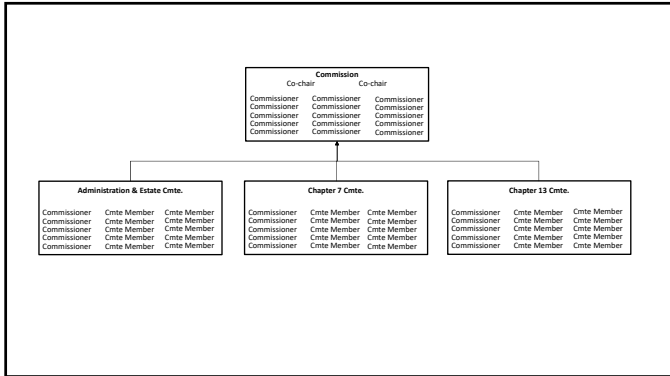 Commission
Co-chair Co-chair
Commissioner Commissioner Commissioner
Commissioner Commissioner Commissioner
Commissioner Commissioner Commissioner
Commissioner Commissioner Commissioner
Commissioner Commissioner Commissioner
Administration & Estate Cmte.
Commissioner Cmte Member Cmte Member
Commissioner Cmte Member Cmte Member
Commissioner Cmte Member Cmte Member
Commissioner Cmte Member Cmte Member
Commissioner Cmte Member Cmte Member
Chapter 7 Cmte.
Commissioner Cmte Member Cmte Member
Commissioner Cmte Member Cmte Member
Commissioner Cmte Member Cmte Member
Commissioner Cmte Member Cmte Member
Commissioner Cmte Member Cmte Member
Chapter 13 Cmte.
Commissioner Cmte Member Cmte Member
Commissioner Cmte Member Cmte Member
Commissioner Cmte Member Cmte Member
Commissioner Cmte Member Cmte Member
Commissioner Cmte Member Cmte Member